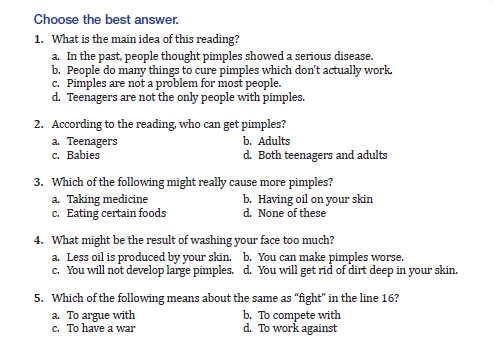 Choose the best answer.
1. What is the main idea of this reading?
a. In the past, people thought pimples showed a serious disease.
b. People do many things to cure pimples which don't actually work.
c. Pimples are not a problem for most people.
d. Teenagers are not the only people with pimples.
2. According to the reading, who can get pimples?
a. Teenagers b. Adults
c. Babies d. Both teenagers and adults
3. Which of the following might really cause more pimples?
a. Taking medicine b. Having oil on your skin
c. Eating certain foods d. None of these
4. What might be the result of washing your face too much?
a. Less oil is produced by your skin. b. You can make pimples worse.
c. You will not develop large pimples. d. You will get rid of dirt deep in your skin.
5. Which of the following means about the same as "fight" in the line 16?
a. To argue with b. To compete with
c. To have a war d. To work against